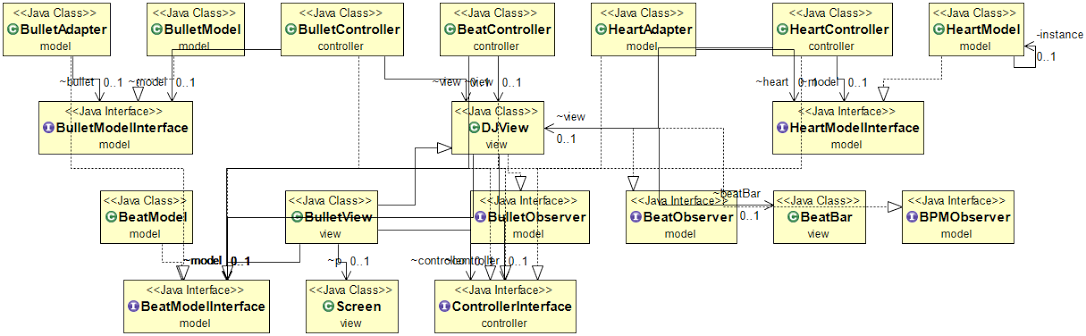 <<Java Class>> <<Java Class>> <<Java Class>> <<Java Class>> <<Java Class>> <<Java Class>> <<Java Class>>
BulletAdapter BulletModel BulletController BeatController HeartAdapter HeartController HeartModel
model model controller controller model controller model
-instance
0..1
~bullet 0..1 ~model ~view 0..1 ~view 0..1 ~heart 0..1 ~model 0..1
<<Java Interface>> <<Java Class>> <<Java Interface>>
BulletModelInterface DJView HeartModelInterface
model view model
~view
0..1
~beatBar
0..1
<<Java Class>> <<Java Class>> <<Java Interface>> <<Java Interface>> <<Java Class>> <<Java Interface>>
BeatModel BulletView BulletObserver BeatObserver BeatBar BPMObserver
model view model model view model
~model 0..1 ~p 0..1 ~controller 0..1
<<Java Interface>> <<Java Class>> <<Java Interface>>
BeatModelInterface Screen ControllerInterface
model view controller